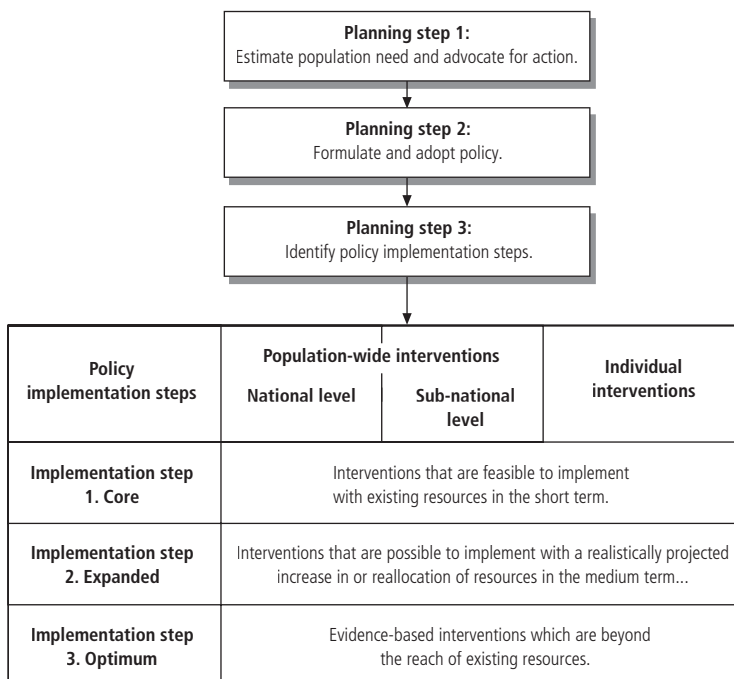 Planning step 1:
Estimate population need and advocate for action.
Planning step 2:
Formulate and adopt policy.
Planning step 3:
Identify policy implementation steps.
Policy
implementation steps
Population-wide interventions
National level
Sub-national
level
Individual
interventions
Implementation step
1. Core
Interventions that are feasible to implement
with existing resources in the short term.
Implementation step
2. Expanded
Interventions that are possible to implement with a realistically projected
increase in or reallocation of resources in the medium term...
Implementation step
3. Optimum
Evidence-based interventions which are beyond
the reach of existing resources.